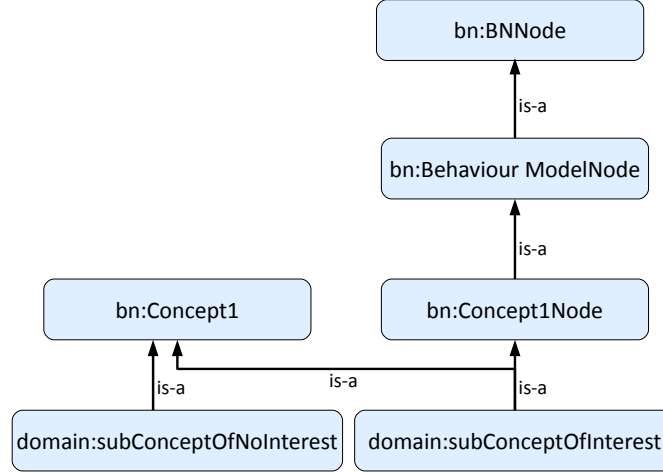 bn:BNNode
is-a
bn:Behaviour ModelNode
is-a
bn:Concept1
bn:Concept1Node
is-a
is-a
is-a
domain:subConceptOfNoInterest
domain:subConceptOfInterest